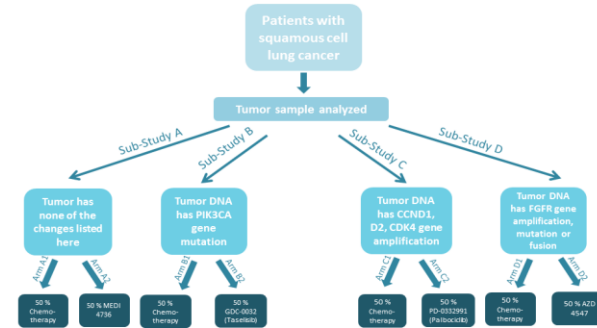 Patients with
squamous cell
lung cancer
Tumor sample analyzed
Sub-Study A
Sub-Study B
Sub-Study C
Sub-Study D
Tumor has
none of the
changes listed
here
Tumor DNA
has PIK3CA
gene
mutation
Tumor DNA
has CCND1,
D2, CDK4 gene
amplification
Tumor DNA
has FGFR gene
amplification,
mutation or
fusion
Arm A1
Arm A2
Arm B1
Arm B2
Arm C1
Arm C2
Arm D1
Arm D2
50 %
Chemo-
therapy
50 % MEDI
4736
50 %
Chemo-
therapy
50 %
GDC-0032
(Taselisib)
50 %
Chemo-
therapy
50 %
PD-0332991
(Palbociclib)
50 %
Chemo-
therapy
50 % AZD
4547